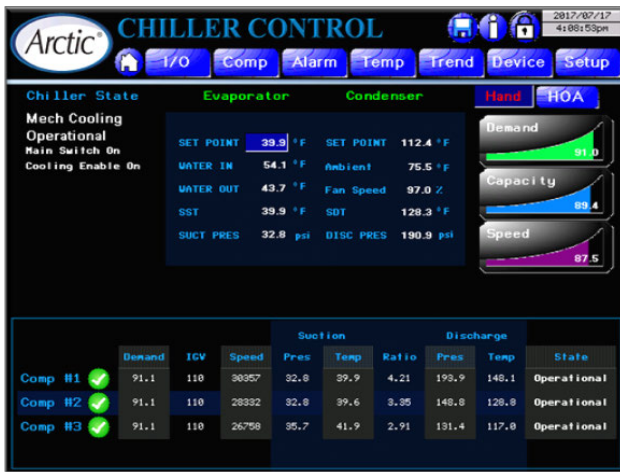 Arctic
CHILLER CONTROL
2017/07/17
4:08:53pm
I/O Comp Alarm Temp Trend Device Setup
Chiller State
Mech Cooling
Operational
Main Switch On
Cooling Enable On
Evaporator Condenser
Hand HOA
SET POINT 39.9 °F SET POINT 112.4 °F
WATER IN 54.1 °F Ambient 75.5 °F
WATER OUT 43.7 °F Fan Speed 97.0 %
SST 39.9 °F SDT 128.3 °F
SUCT PRES 32.8 psi DISC PRES 190.9 psi
Demand
91.0
Capacity
89.4
Speed
87.5
Suction Discharge
Demand IGV Speed Pres Temp Ratio Pres Temp State
Comp #1 91.1 110 30357 32.8 39.9 4.21 193.9 148.1 Operational
Comp #2 91.1 110 28332 32.8 39.6 3.35 148.8 128.8 Operational
Comp #3 91.1 110 26758 35.7 41.9 2.91 131.4 117.0 Operational